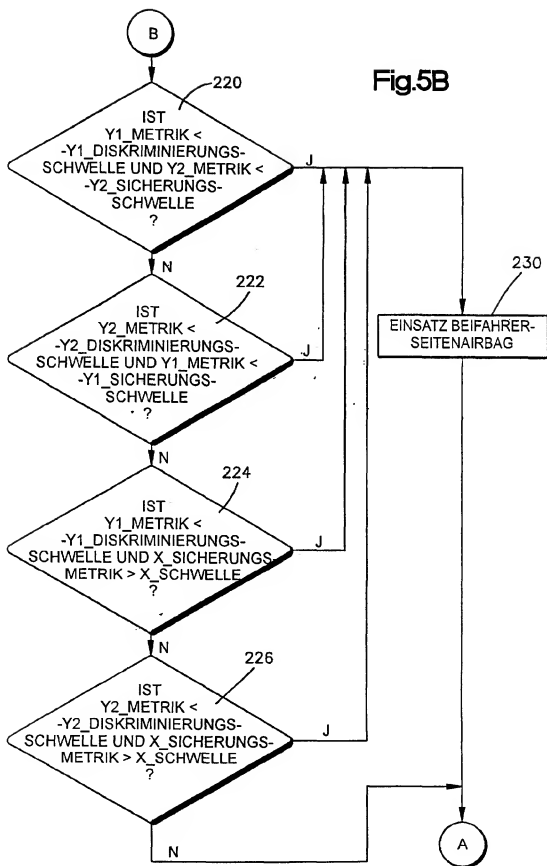 B
Fig.5B
220
IST
Y1_METRIK <
-Y1_DISKRIMINIERUNGS-
SCHWELLE UND Y2_METRIK <
-Y2_SICHERUNGS-
SCHWELLE
?
J
N
222
IST
Y2_METRIK <
-Y2_DISKRIMINIERUNGS-
SCHWELLE UND Y1_METRIK <
-Y1_SICHERUNGS-
SCHWELLE
?
J
N
230
EINSATZ BEIFAHRER-
SEITENAIRBAG
224
IST
Y1_METRIK <
-Y1_DISKRIMINIERUNGS-
SCHWELLE UND X_SICHERUNGS
METRIK > X_SCHWELLE
?
J
N
226
IST
Y2_METRIK <
-Y2_DISKRIMINIERUNGS-
SCHWELLE UND X_SICHERUNGS-
METRIK > X_SCHWELLE
?
J
N
A